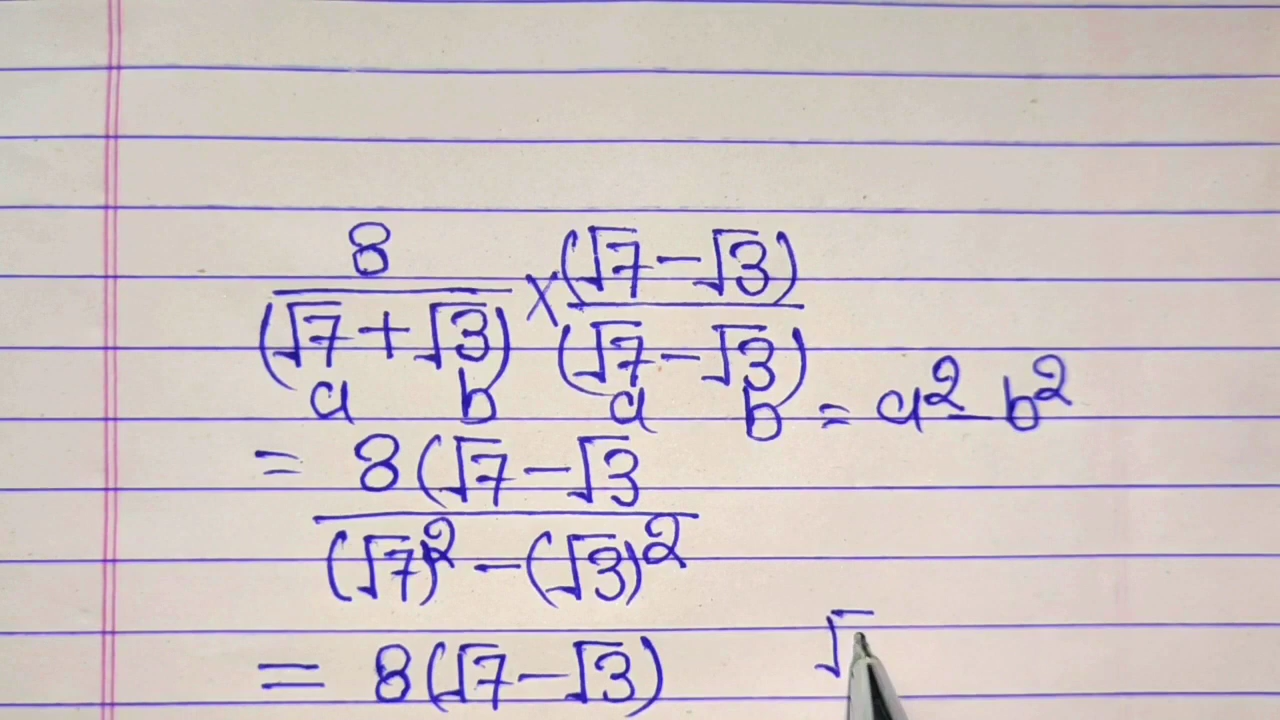 8 (√7 − √3)
(√7 + √3) × (√7 − √3)
a b a b = a² − b²
= 8(√7 − √3
(√7)² − (√3)²
= 8(√7 − √3) √